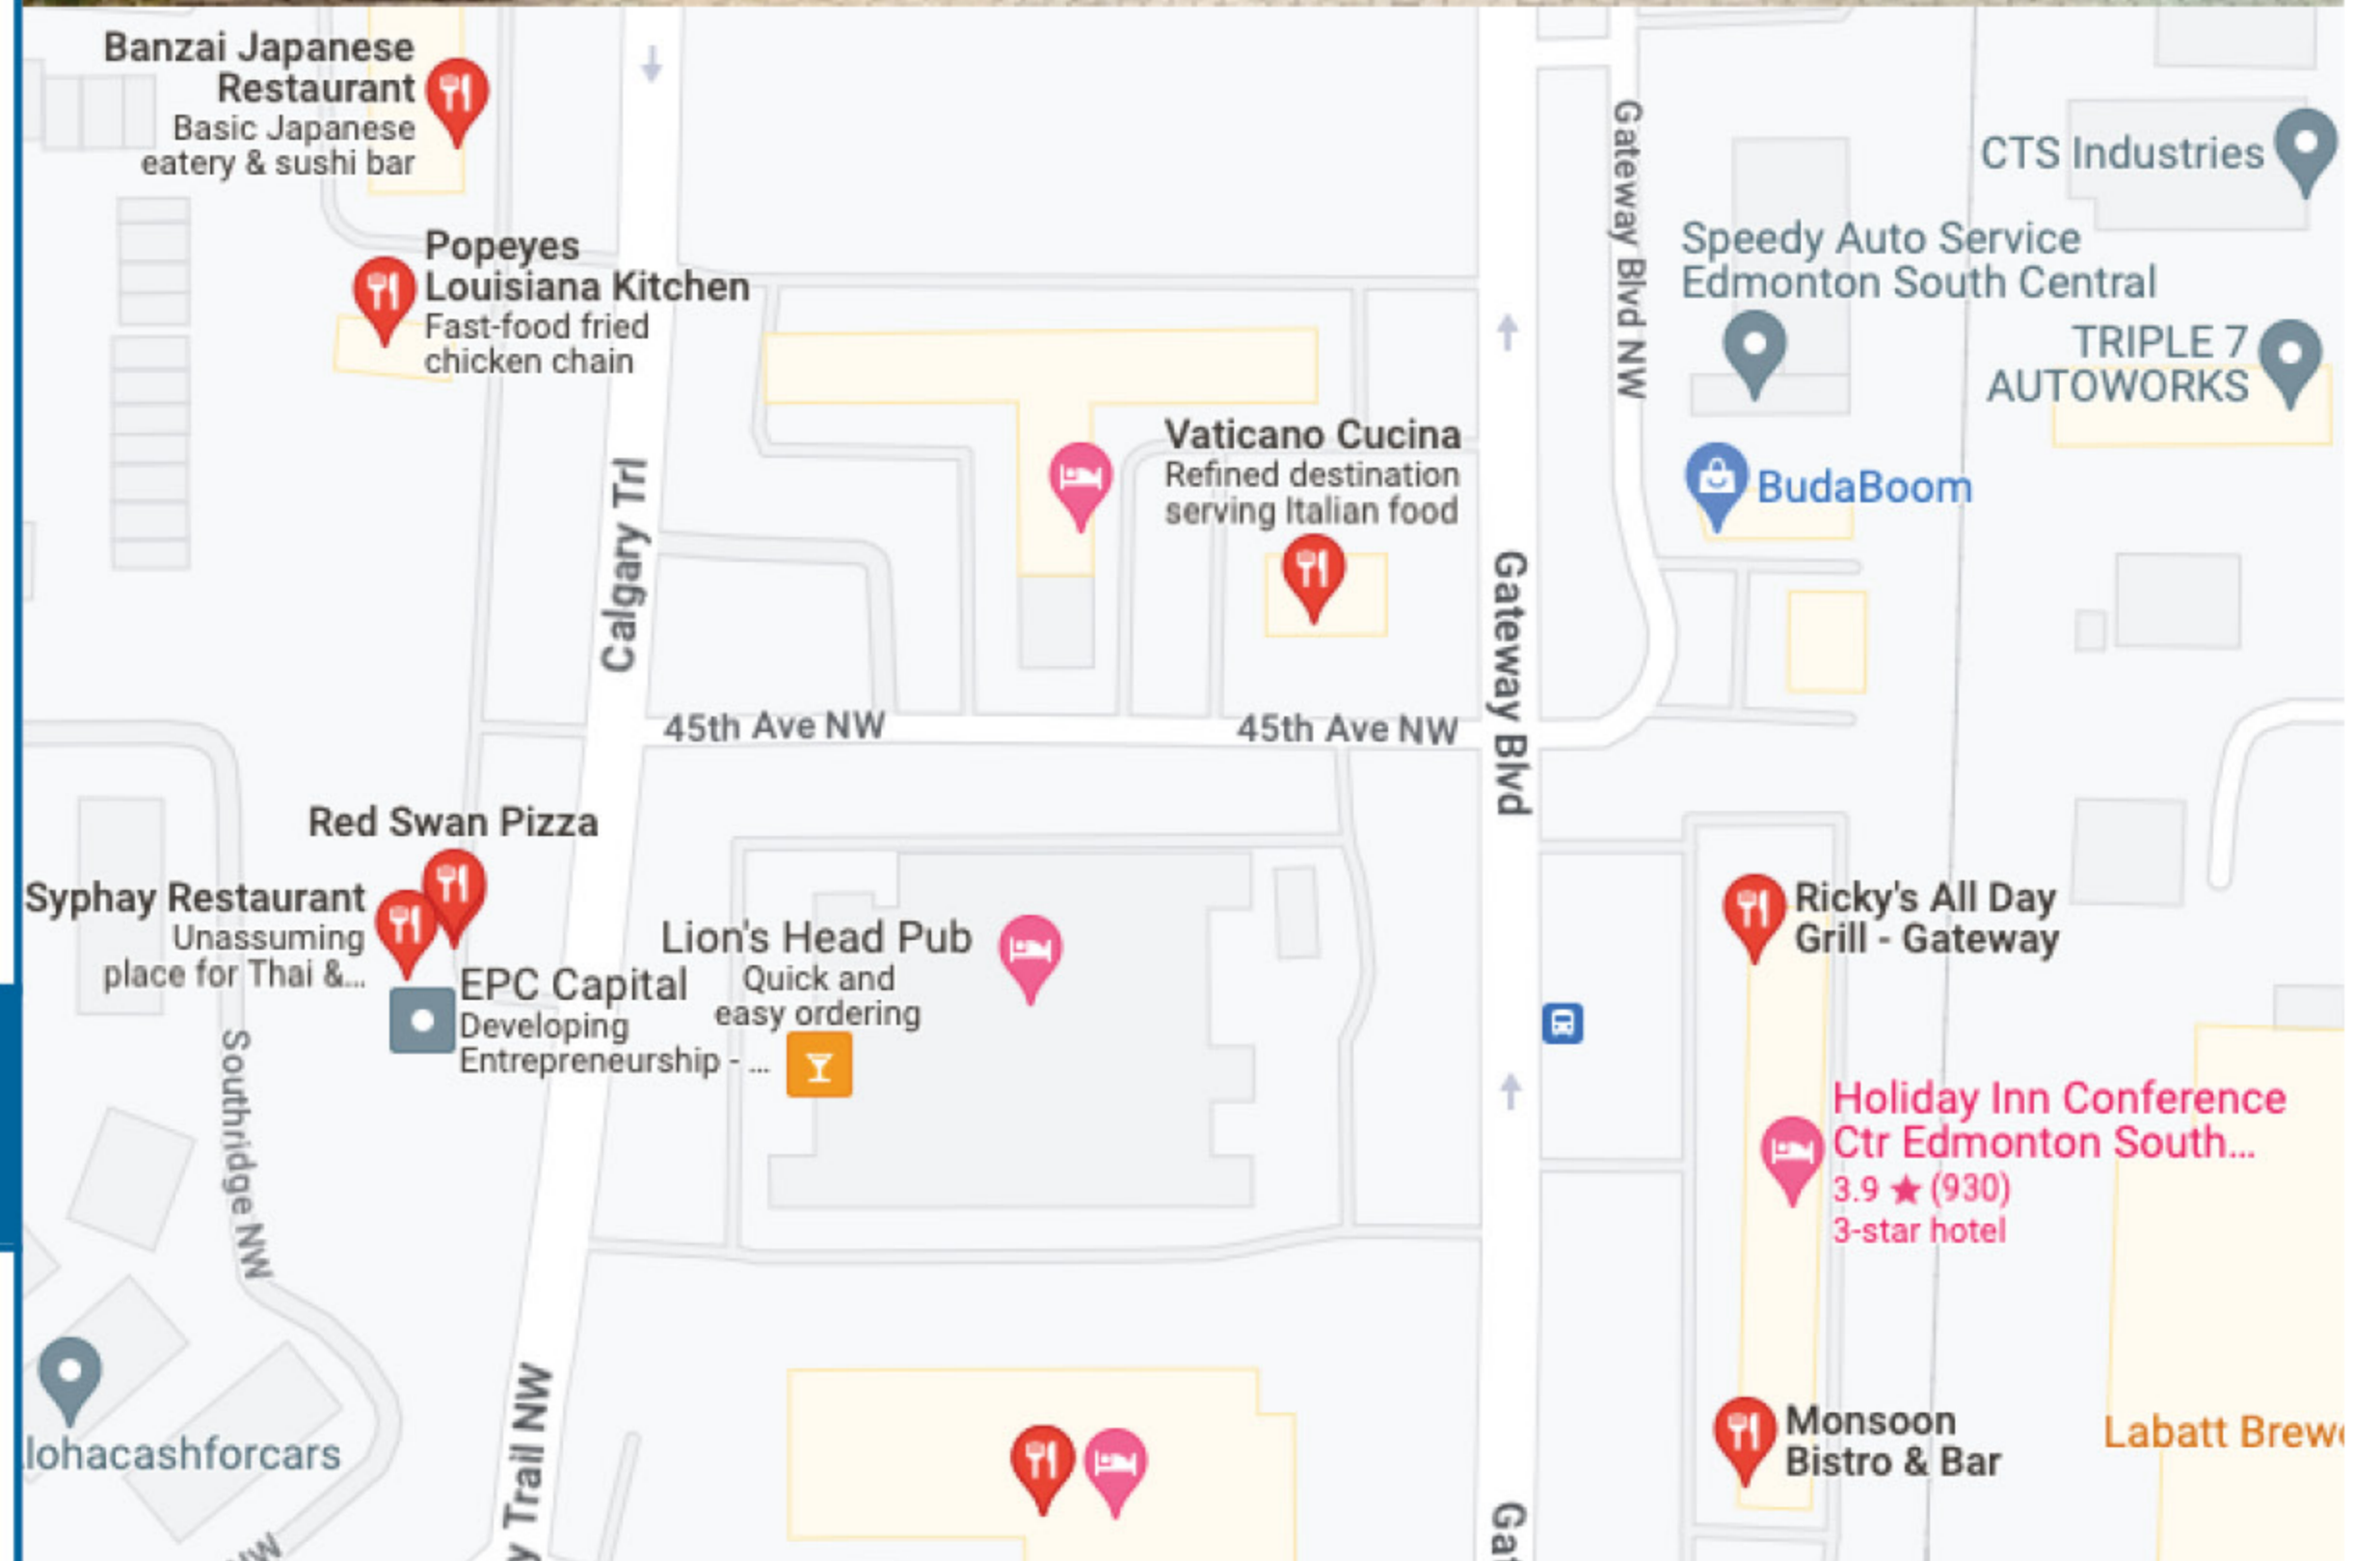 Banzai Japanese
Restaurant
Basic Japanese
eatery & sushi bar
Popeyes
Louisiana Kitchen
Fast-food fried
chicken chain
Calgary Trl
Gateway Blvd NW
CTS Industries
Speedy Auto Service
Edmonton South Central
TRIPLE 7
AUTOWORKS
Vaticano Cucina
Refined destination
serving Italian food
BudaBoom
Gateway Blvd
45th Ave NW
45th Ave NW
Red Swan Pizza
Syphay Restaurant
Unassuming
place for Thai &...
EPC Capital
Developing
Entrepreneurship - ...
Lion's Head Pub
Quick and
easy ordering
Ricky's All Day
Grill - Gateway
Southridge NW
Holiday Inn Conference
Ctr Edmonton South...
3.9 ★ (930)
3-star hotel
lohacashforcars
y Trail NW
Monsoon
Bistro & Bar
Labatt Brew
NW
Ga